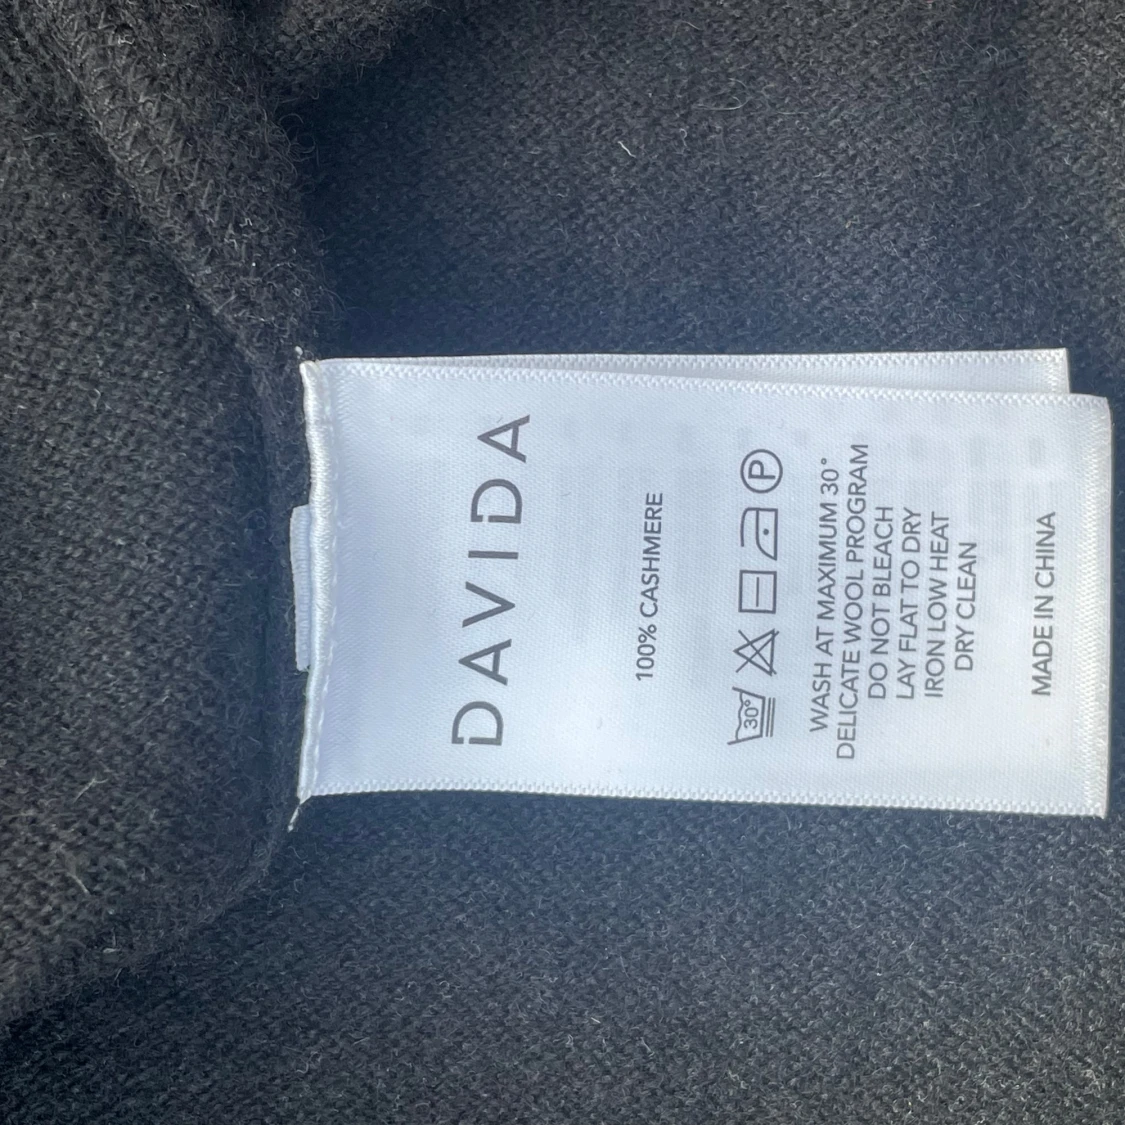 DAVIDA
100% CASHMERE
30° P
WASH AT MAXIMUM 30°
DELICATE WOOL PROGRAM
DO NOT BLEACH
LAY FLAT TO DRY
IRON LOW HEAT
DRY CLEAN
MADE IN CHINA